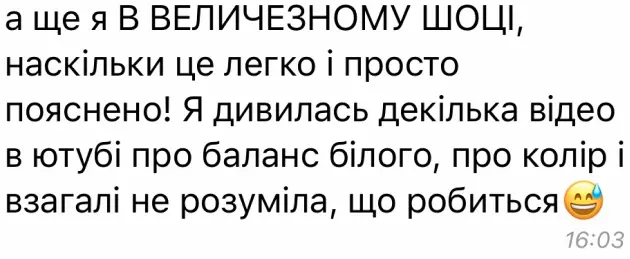 а ще я В ВЕЛИЧЕЗНОМУ ШОЦІ,
наскільки це легко і просто
пояснено! Я дивилась декілька відео
в ютубі про баланс білого, про колір і
взагалі не розуміла, що робиться😅
16:03